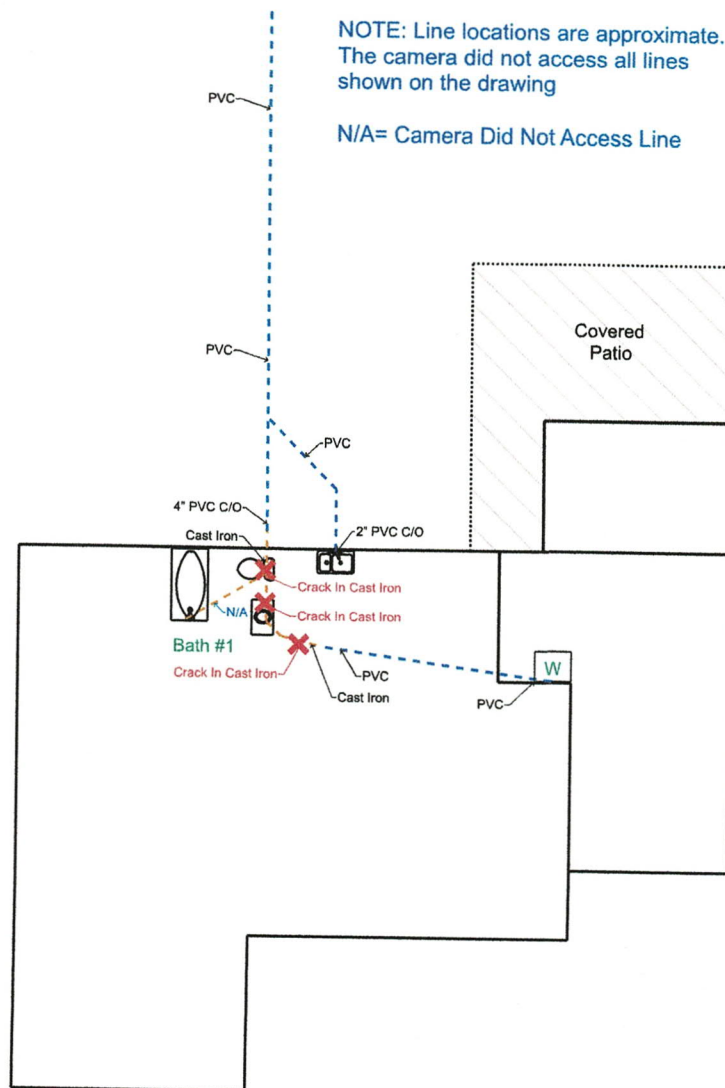 NOTE: Line locations are approximate.
The camera did not access all lines
shown on the drawing
N/A= Camera Did Not Access Line
PVC
Covered
Patio
PVC
PVC
4" PVC C/O
2" PVC C/O
Cast Iron
Crack In Cast Iron
N/A
Crack In Cast Iron
Bath #1
Crack In Cast Iron
PVC
W
Cast Iron
PVC